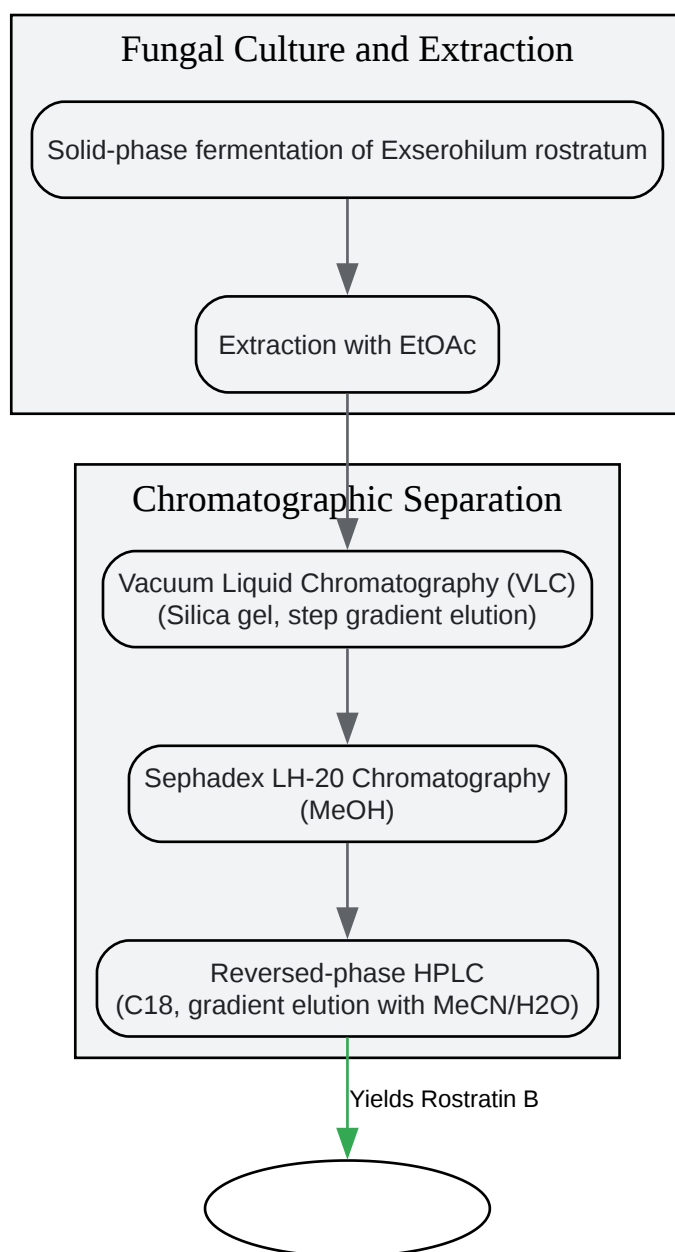 Fungal Culture and Extraction
Solid-phase fermentation of Exserohilum rostratum
Extraction with EtOAc
Chromatographic Separation
Vacuum Liquid Chromatography (VLC)
(Silica gel, step gradient elution)
Sephadex LH-20 Chromatography
(MeOH)
Reversed-phase HPLC
(C18, gradient elution with MeCN/H2O)
Yields Rostratin B